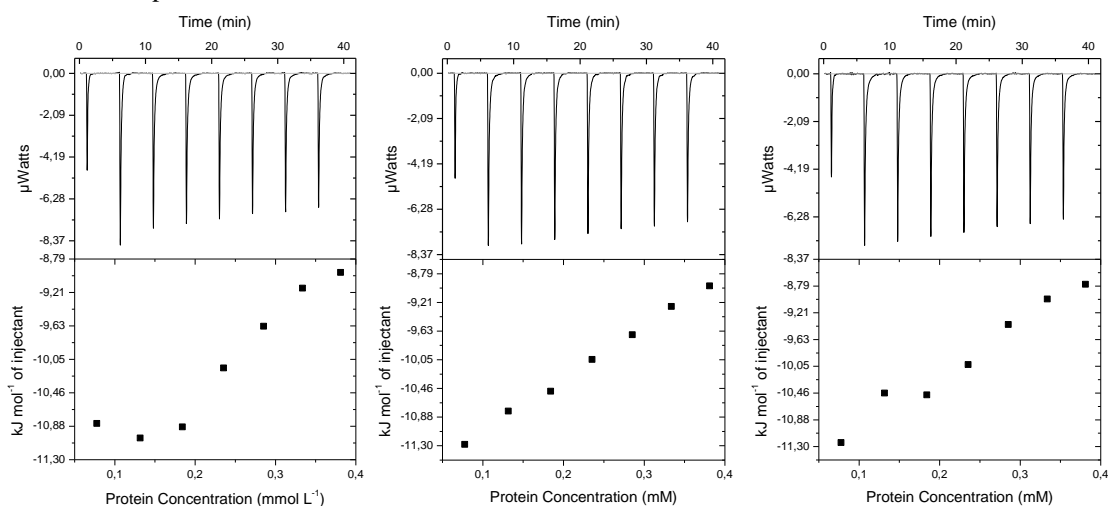 p
Time (min)
0 10 20 30 40
0,00
-2,09
-4,19
-6,28
-8,37
µWatts
-8,79
-9,21
-9,63
-10,05
-10,46
-10,88
-11,30
kJ mol-1 of injectant
0,1 0,2 0,3 0,4
Protein Concentration (mmol L-1)
Time (min)
0 10 20 30 40
0,00
-2,09
-4,19
-6,28
-8,37
µWatts
-8,79
-9,21
-9,63
-10,05
-10,46
-10,88
-11,30
kJ mol-1 of injectant
0,1 0,2 0,3 0,4
Protein Concentration (mM)
Time (min)
0 10 20 30 40
0,00
-2,09
-4,19
-6,28
-8,37
µWatts
-8,79
-9,21
-9,63
-10,05
-10,46
-10,88
-11,30
kJ mol-1 of injectant
0,1 0,2 0,3 0,4
Protein Concentration (mM)